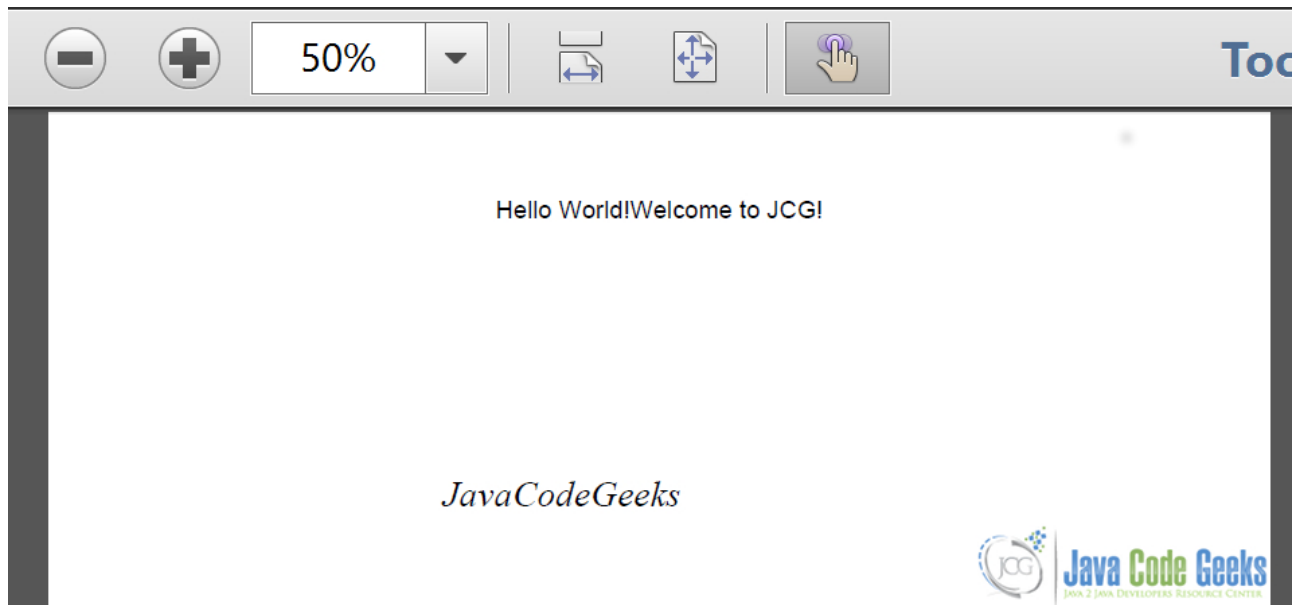 50%
Too
Hello World!Welcome to JCG!
JavaCodeGeeks
JCG
Java Code Geeks
JAVA 2 JAVA DEVELOPERS RESOURCE CENTER